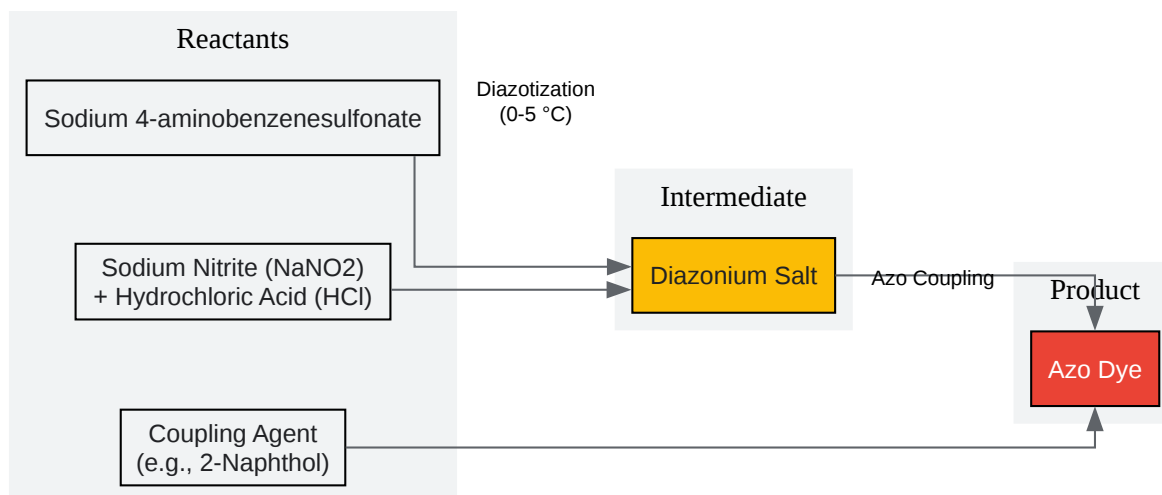 Reactants
Sodium 4-aminobenzenesulfonate
Diazotization
(0-5 °C)
Intermediate
Sodium Nitrite (NaNO2)
+ Hydrochloric Acid (HCl)
Diazonium Salt
Azo Coupling
Product
Azo Dye
Coupling Agent
(e.g., 2-Naphthol)